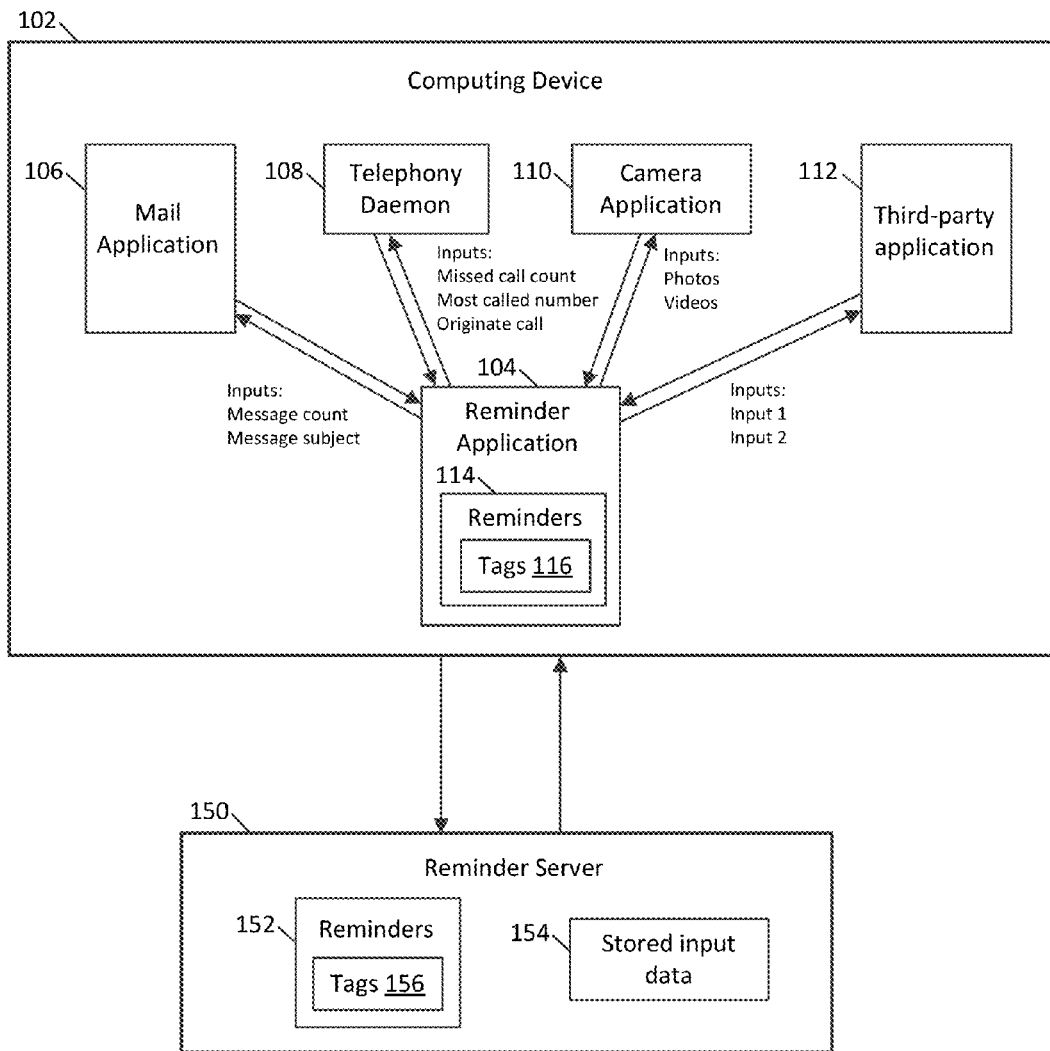 102
Computing Device
106
Mail
Application
108
Telephony
Daemon
110
Camera
Application
112
Third-party
application
Inputs:
Missed call count
Most called number
Originate call
Inputs:
Photos
Videos
Inputs:
Message count
Message subject
104
Reminder
Application
Inputs:
Input 1
Input 2
114
Reminders
Tags 116
150
Reminder Server
152
Reminders
Tags 156
154
Stored input
data